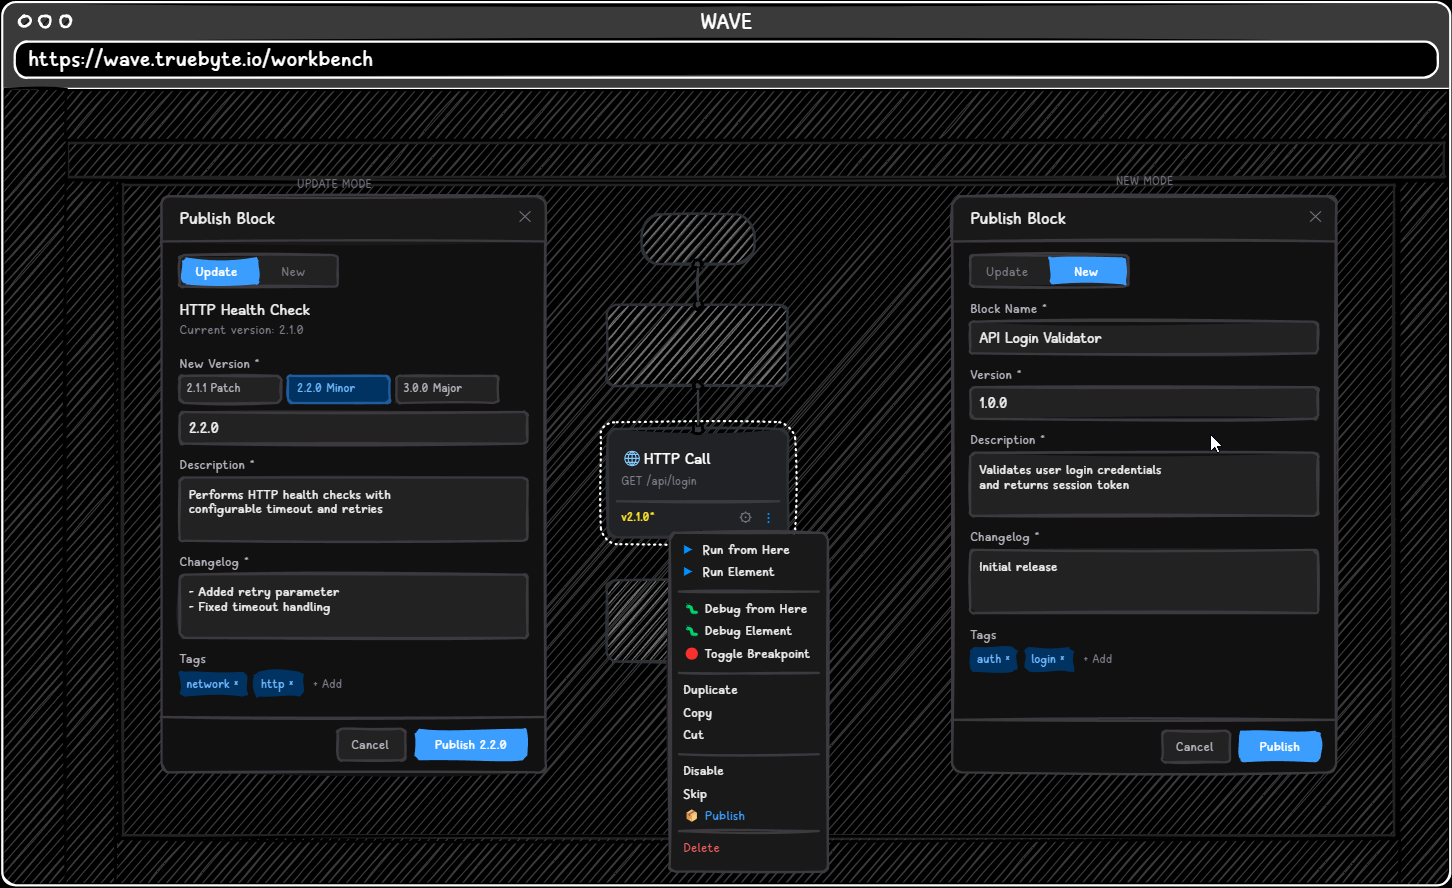 WAVE
https://wave.truebyte.io/workbench
UPDATE MODE
Publish Block
Update New
HTTP Health Check
Current version: 2.1.0
New Version *
2.1.1 Patch 2.2.0 Minor 3.0.0 Major
2.2.0
Description *
Performs HTTP health checks with
configurable timeout and retries
Changelog *
- Added retry parameter
- Fixed timeout handling
Tags
network × http × + Add
Cancel Publish 2.2.0
HTTP Call
GET /api/login
v2.1.0*
Run from Here
Run Element
Debug from Here
Debug Element
Toggle Breakpoint
Duplicate
Copy
Cut
Disable
Skip
Publish
Delete
NEW MODE
Publish Block
Update New
Block Name *
API Login Validator
Version *
1.0.0
Description *
Validates user login credentials
and returns session token
Changelog *
Initial release
Tags
auth × login × + Add
Cancel Publish